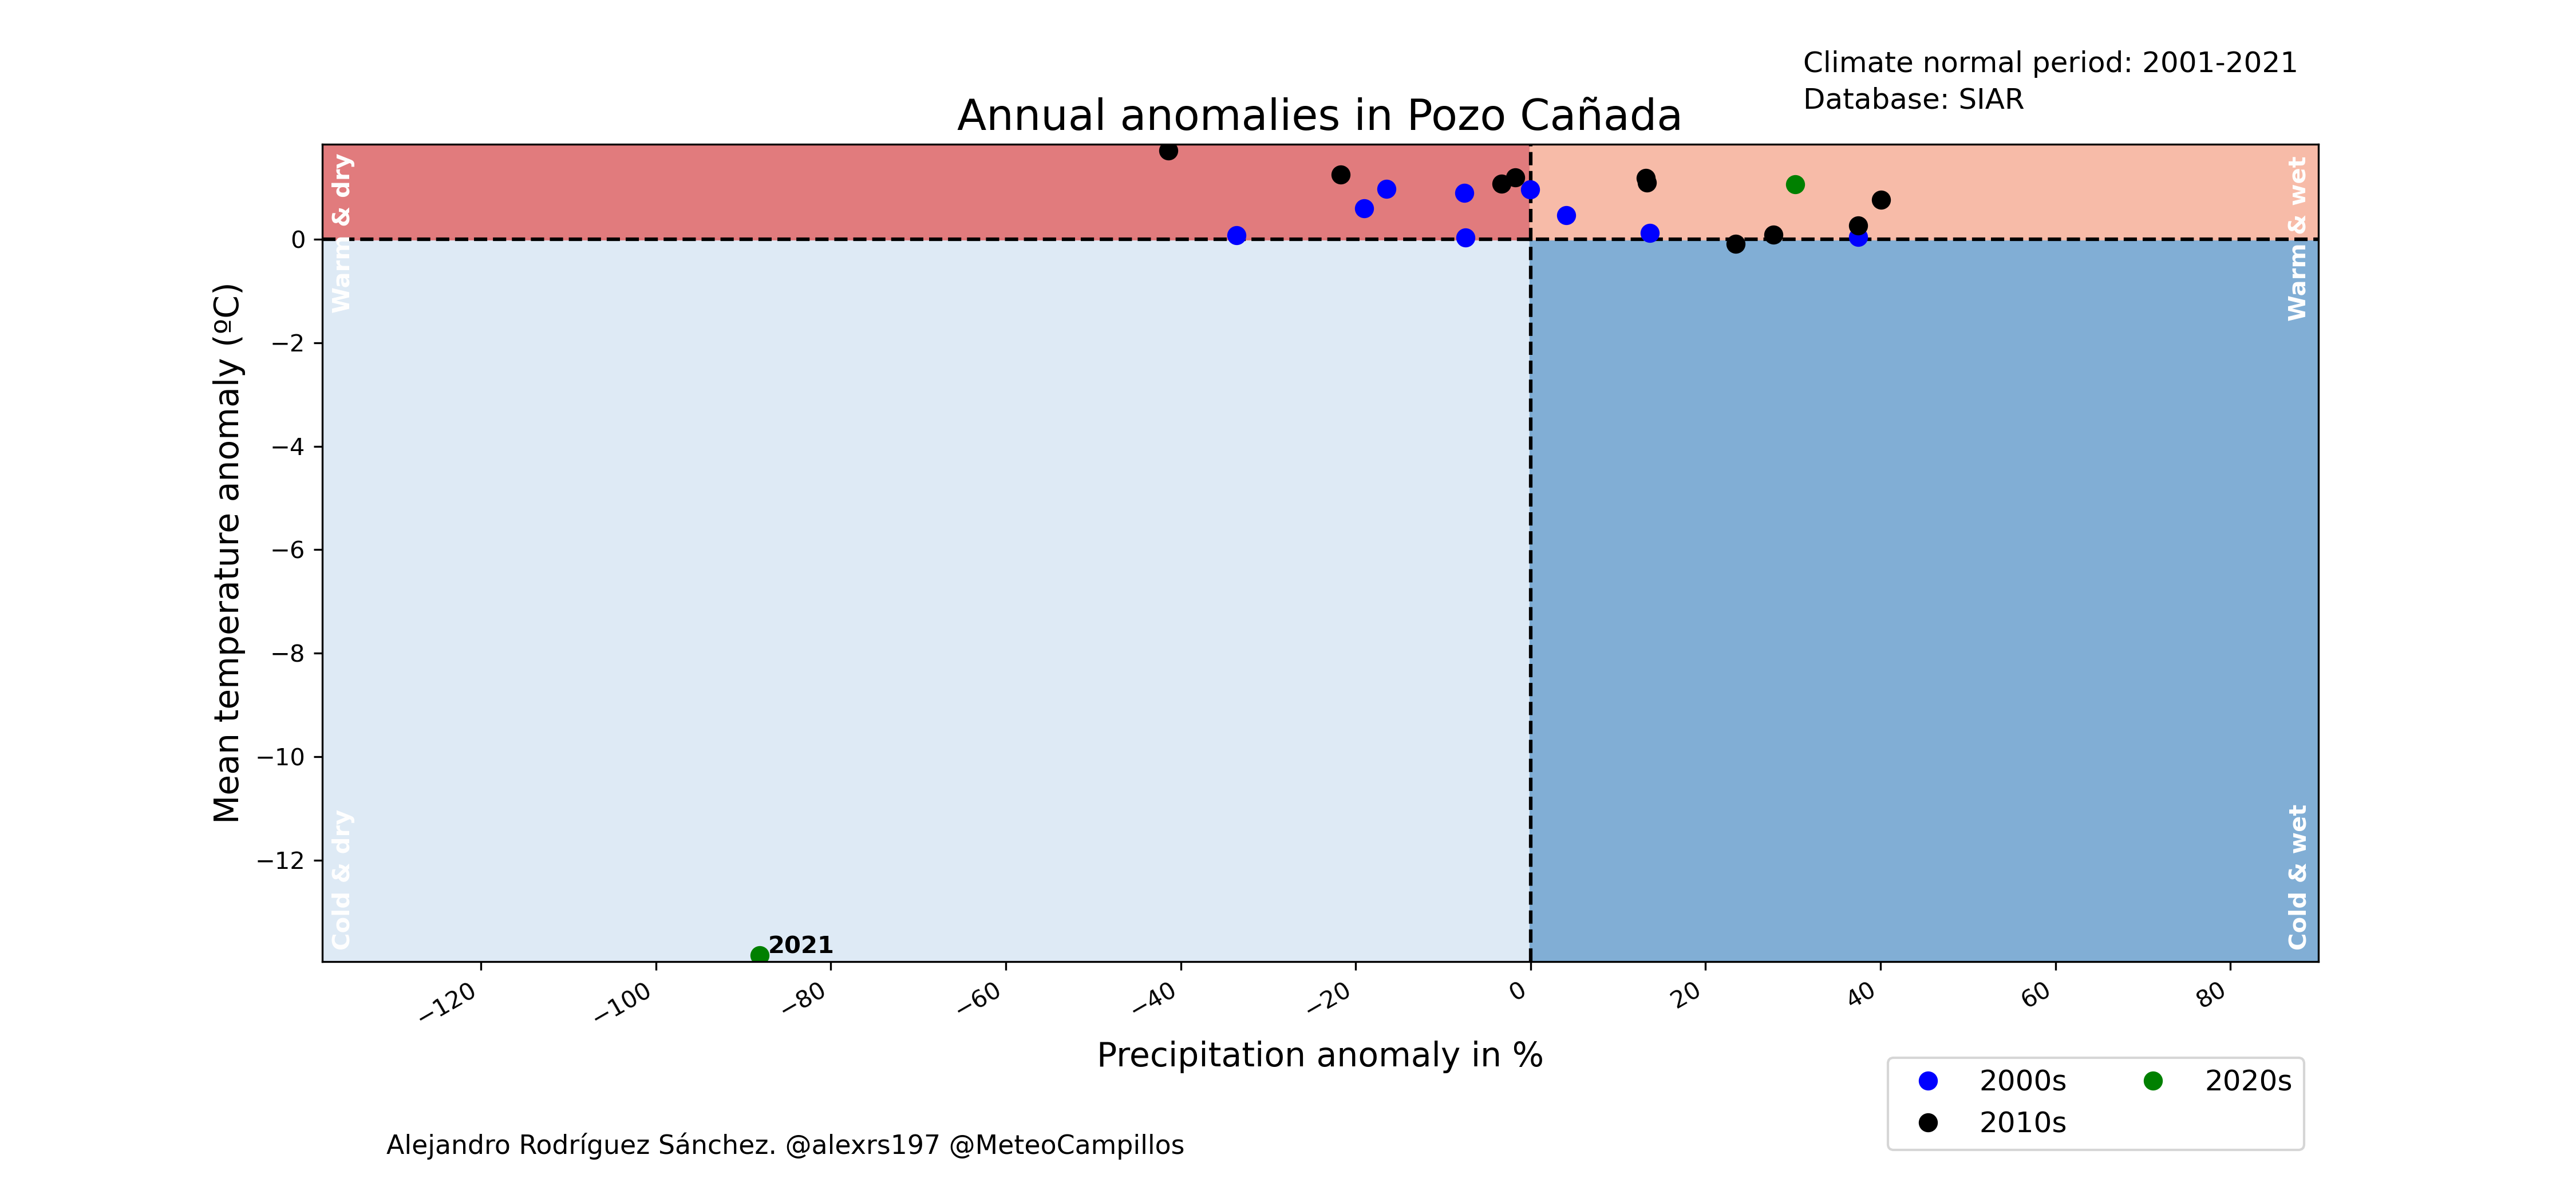 Climate normal period: 2001-2021
Database: SIAR
Annual anomalies in Pozo Cañada
Warm & dry
Warm & wet
Cold & dry
Cold & wet
Mean temperature anomaly (ºC)
0
−2
−4
−6
−8
−10
−12
2021
−120
−100
−80
−60
−40
−20
0
20
40
60
80
Precipitation anomaly in %
2000s
2020s
2010s
Alejandro Rodríguez Sánchez. @alexrs197 @MeteoCampillos